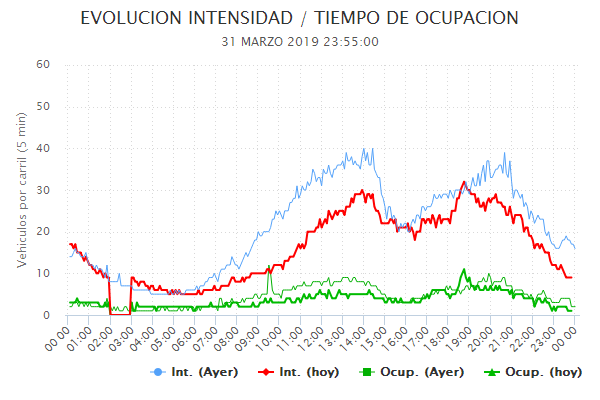 EVOLUCION INTENSIDAD / TIEMPO DE OCUPACION
31 MARZO 2019 23:55:00
Vehiculos por carril (5 min)
60
50
40
30
20
10
0
00:00 01:00 02:00 03:00 04:00 05:00 06:00 07:00 08:00 09:00 10:00 11:00 12:00 13:00 14:00 15:00 16:00 17:00 18:00 19:00 20:00 21:00 22:00 23:00 00:00
Int. (Ayer) Int. (hoy) Ocup. (Ayer) Ocup. (hoy)